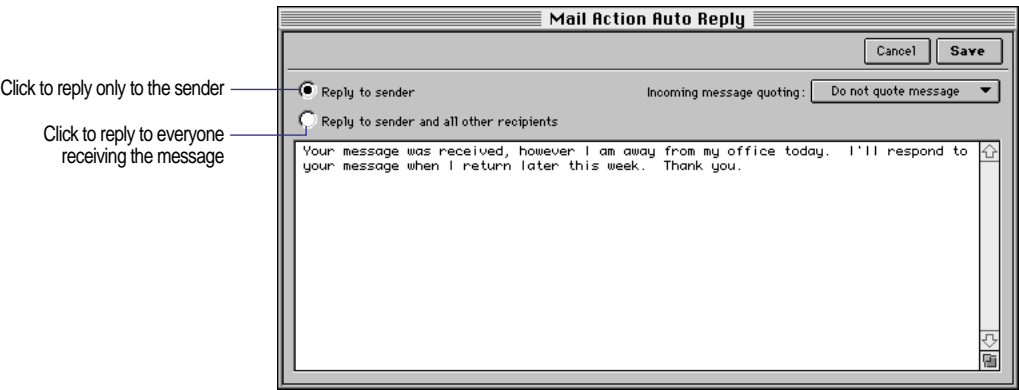 Mail Action Auto Reply
Cancel
Save
Click to reply only to the sender
Reply to sender
Incoming message quoting:
Do not quote message
Click to reply to everyone
receiving the message
Reply to sender and all other recipients
Your message was received, however I am away from my office today.  I'll respond to
your message when I return later this week.  Thank you.